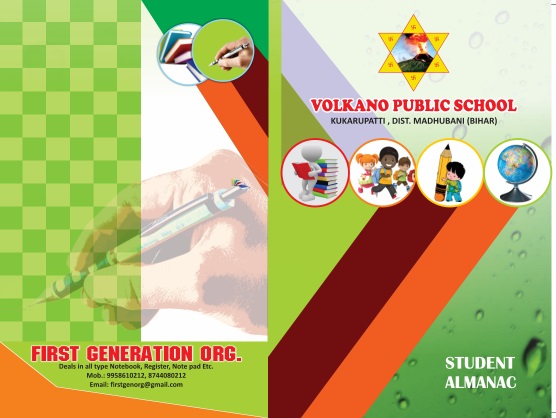 FIRST GENERATION ORG.
Deals in all type Notebook, Register, Note pad Etc.
Mob.: 9958610212, 8744080212
Email: firstgenorg@gmail.com
VOLKANO PUBLIC SCHOOL
KUKARUPATTI , DIST. MADHUBANI (BIHAR)
STUDENT
ALMANAC